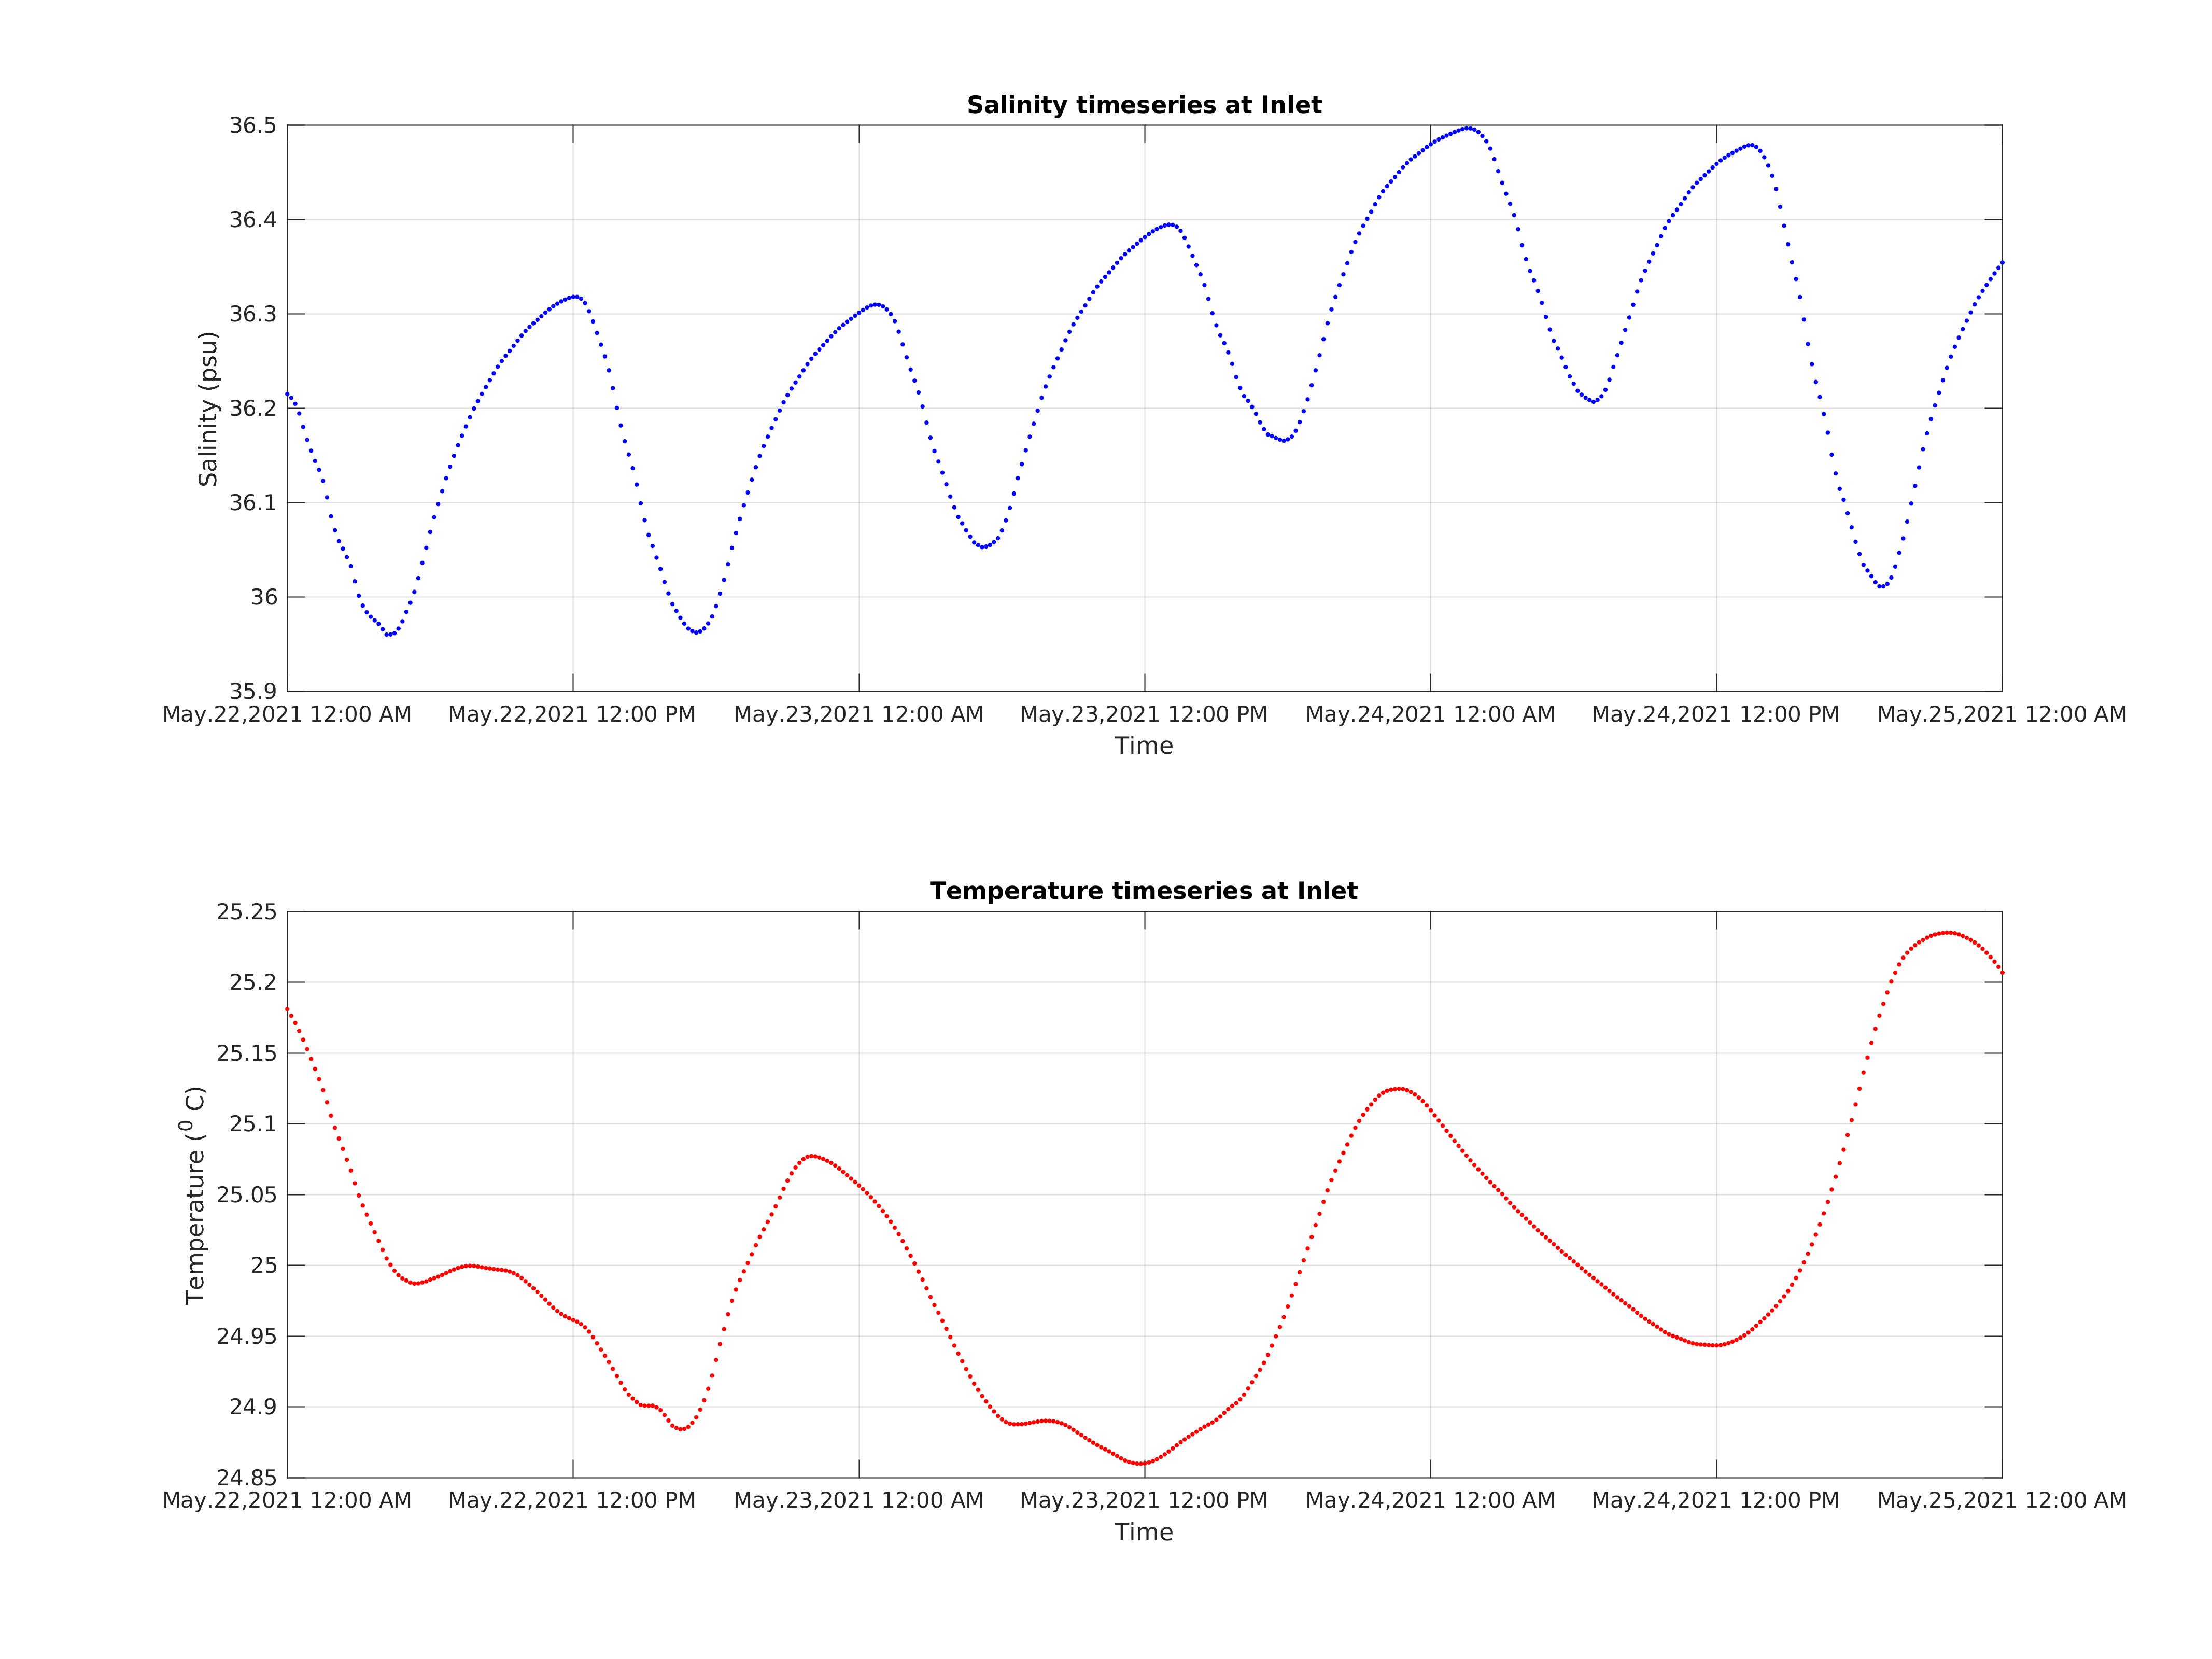 Salinity timeseries at Inlet
36.5
36.4
36.3
36.2
36.1
36
35.9
Salinity (psu)
May.22,2021 12:00 AM May.22,2021 12:00 PM May.23,2021 12:00 AM May.23,2021 12:00 PM May.24,2021 12:00 AM May.24,2021 12:00 PM May.25,2021 12:00 AM
Time
Temperature timeseries at Inlet
25.25
25.2
25.15
25.1
25.05
25
24.95
24.9
24.85
Temperature (⁰ C)
May.22,2021 12:00 AM May.22,2021 12:00 PM May.23,2021 12:00 AM May.23,2021 12:00 PM May.24,2021 12:00 AM May.24,2021 12:00 PM May.25,2021 12:00 AM
Time